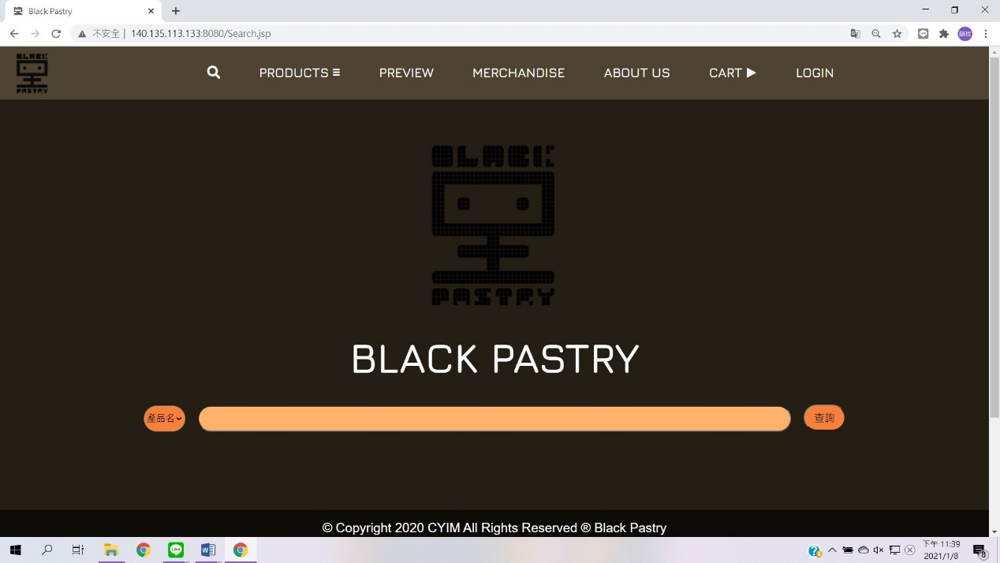 Black Pastry
不安全 | 140.135.113.133:8080/Search.jsp
BLACK
PASTRY
PRODUCTS
PREVIEW
MERCHANDISE
ABOUT US
CART
LOGIN
BLACK
PASTRY
BLACK PASTRY
產品名
查詢
© Copyright 2020 CYIM All Rights Reserved ® Black Pastry
下午 11:39
2021/1/8
8